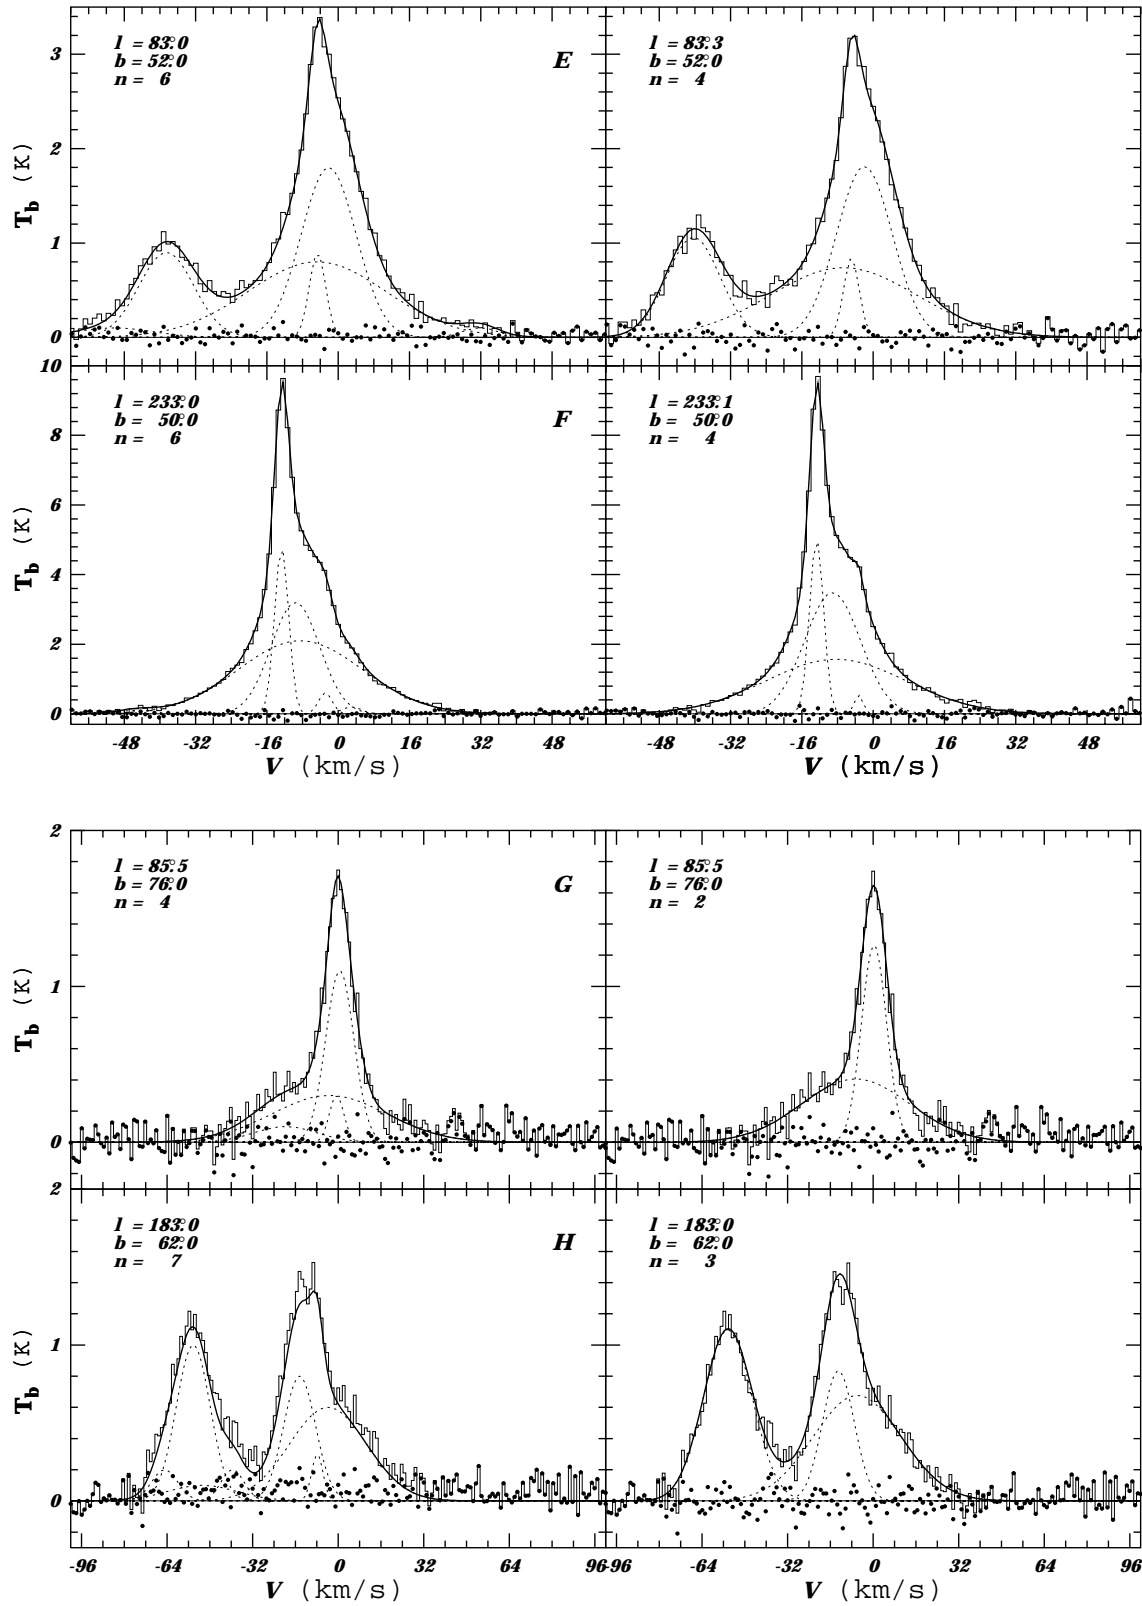 l = 83°.0
b = 52°.0
n = 6
E
l = 83°.3
b = 52°.0
n = 4
3
2
1
0
T_b (K)
10
l = 233°.0
b = 50°.0
n = 6
F
l = 233°.1
b = 50°.0
n = 4
8
6
4
2
0
T_b (K)
-48 -32 -16 0 16 32 48
-48 -32 -16 0 16 32 48
V (km/s)
V (km/s)
2
l = 85°.5
b = 76°.0
n = 4
G
l = 85°.5
b = 76°.0
n = 2
1
0
T_b (K)
2
l = 183°.0
b = 62°.0
n = 7
H
l = 183°.0
b = 62°.0
n = 3
1
0
T_b (K)
-96 -64 -32 0 32 64 96
-96 -64 -32 0 32 64 96
V (km/s)
V (km/s)